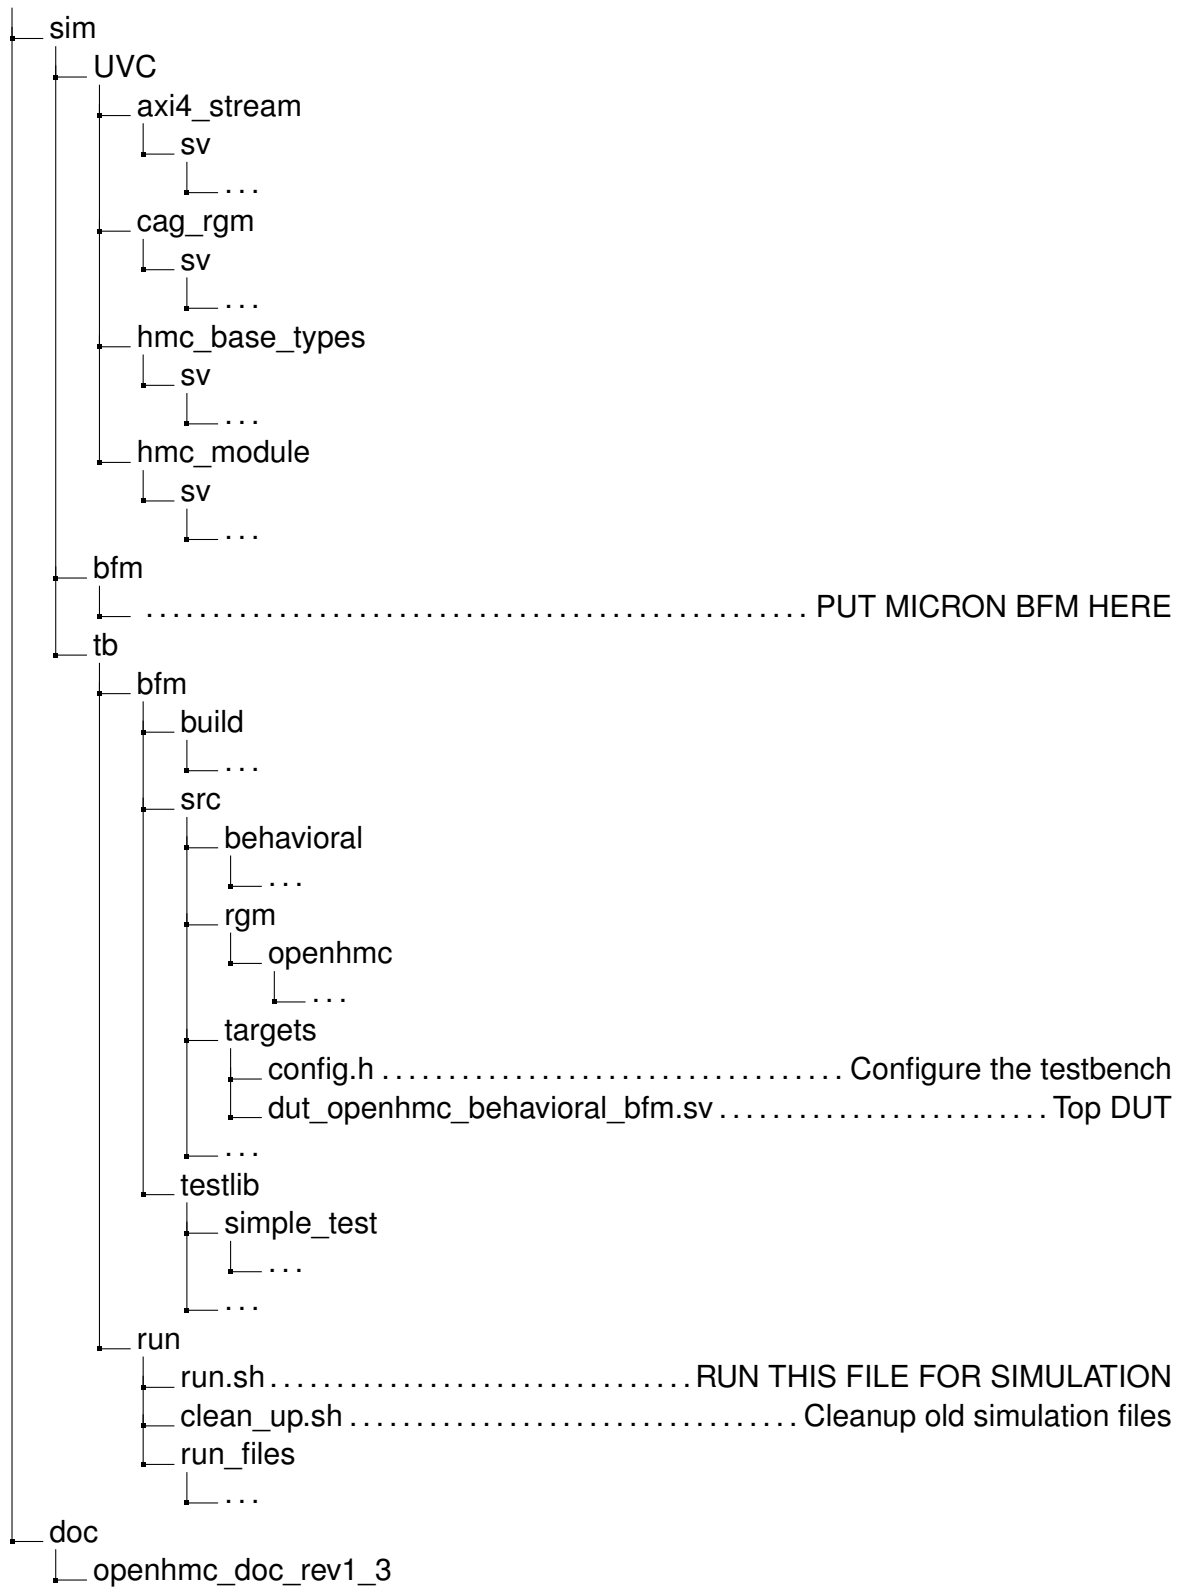 sim
UVC
axi4_stream
sv
...
cag_rgm
sv
...
hmc_base_types
sv
...
hmc_module
sv
...
bfm
................................................... PUT MICRON BFM HERE
tb
bfm
build
...
src
behavioral
...
rgm
openhmc
...
targets
config.h ................................... Configure the testbench
dut_openhmc_behavioral_bfm.sv ......................... Top DUT
...
testlib
simple_test
...
...
run
run.sh ................................ RUN THIS FILE FOR SIMULATION
clean_up.sh .................................. Cleanup old simulation files
run_files
...
doc
openhmc_doc_rev1_3